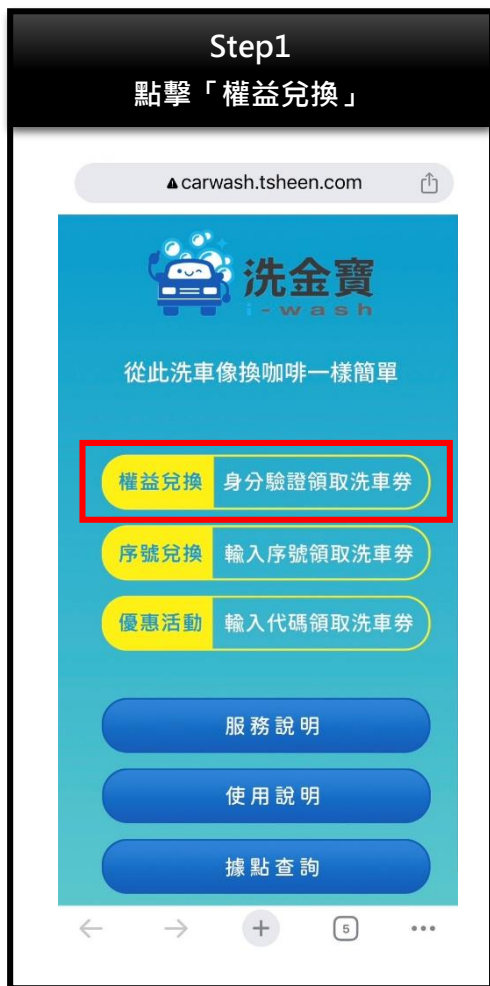 Step1
點擊「權益兌換」
carwash.tsheen.com
洗金寶
i-wash
從此洗車像換咖啡一樣簡單
權益兌換 身分驗證領取洗車券
序號兌換 輸入序號領取洗車券
優惠活動 輸入代碼領取洗車券
服務說明
使用說明
據點查詢
5